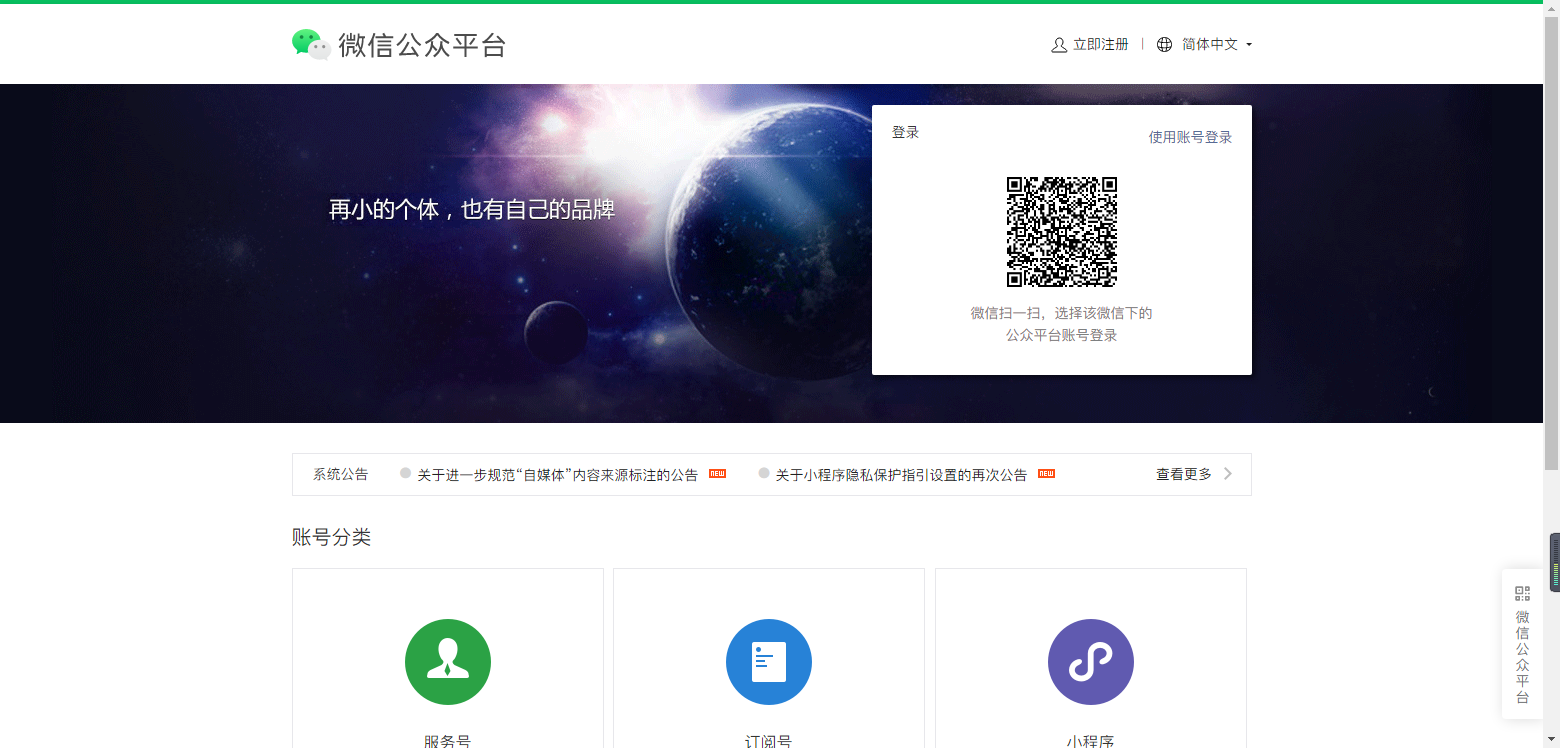 微信公众平台
立即注册
简体中文
登录
使用账号登录
再小的个体，也有自己的品牌
微信扫一扫，选择该微信下的
公众平台账号登录
系统公告
关于进一步规范“自媒体”内容来源标注的公告 NEW
关于小程序隐私保护指引设置的再次公告 NEW
查看更多
账号分类
服务号
订阅号
小程序
微信公众平台